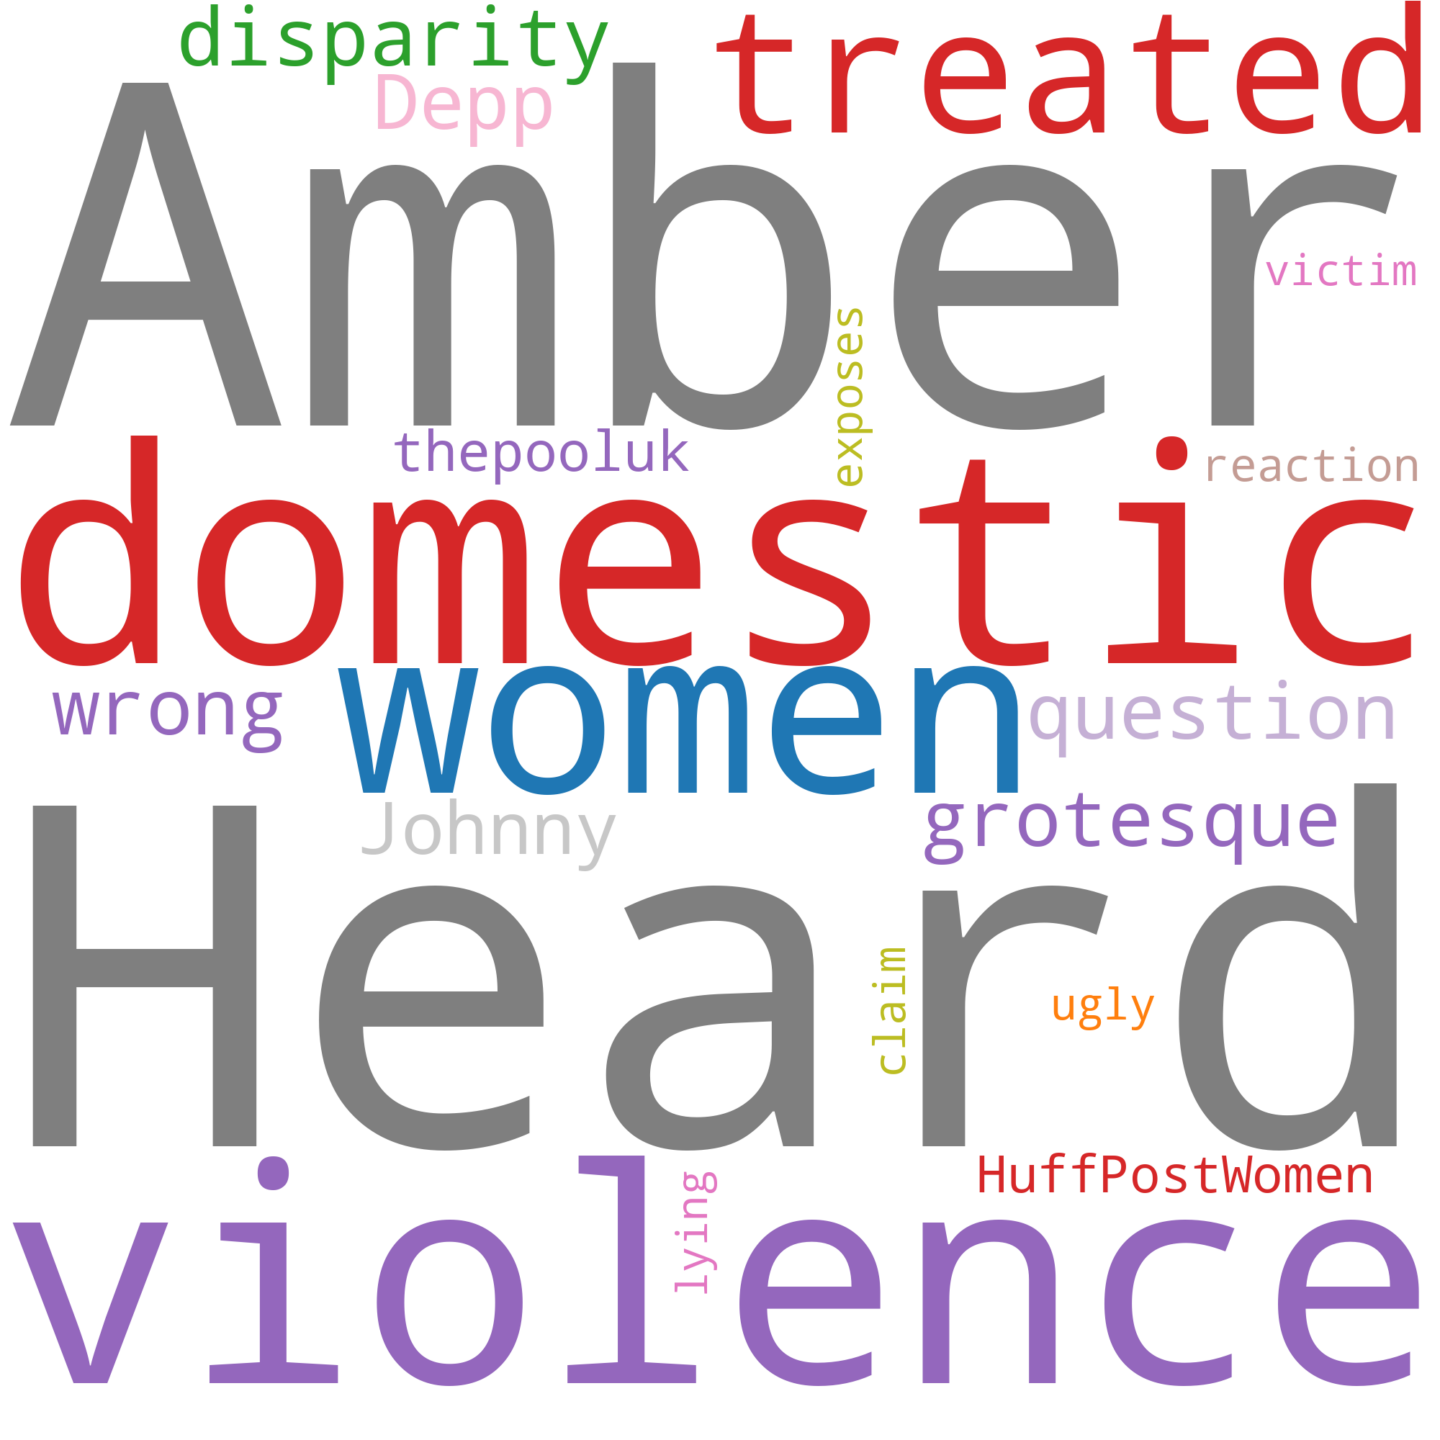 disparity
treated
Depp
Amber
victim
exposes
thepooluk
reaction
domestic
women
wrong
question
Johnny
grotesque
Heard
claim
ugly
HuffPostWomen
lying
violence